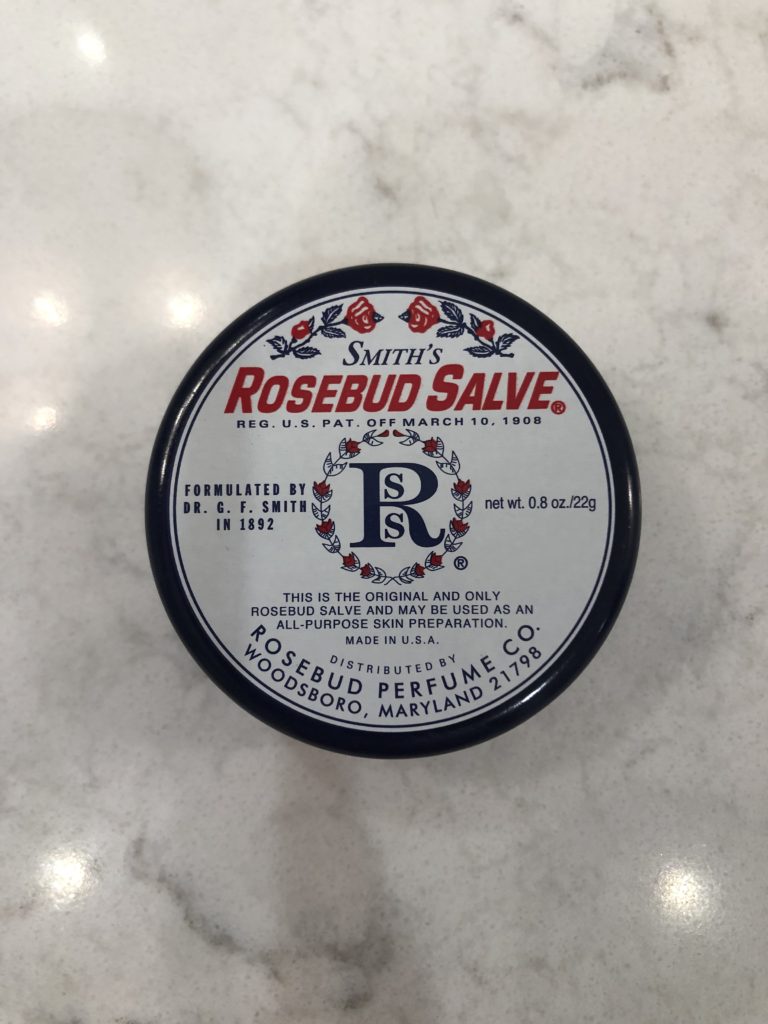 SMITH'S
ROSEBUD SALVE®
REG. U.S. PAT. OFF MARCH 10, 1908
FORMULATED BY
DR. G. F. SMITH
IN 1892
RSS
®
net wt. 0.8 oz./22g
THIS IS THE ORIGINAL AND ONLY
ROSEBUD SALVE AND MAY BE USED AS AN
ALL-PURPOSE SKIN PREPARATION.
MADE IN U.S.A.
DISTRIBUTED BY
ROSEBUD PERFUME CO.
WOODSBORO, MARYLAND 21798